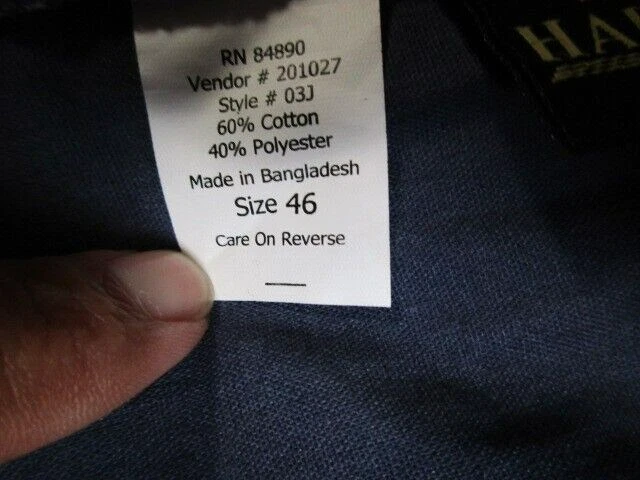 RN 84890
Vendor # 201027
Style # 03J
60% Cotton
40% Polyester
Made in Bangladesh
Size 46
Care On Reverse